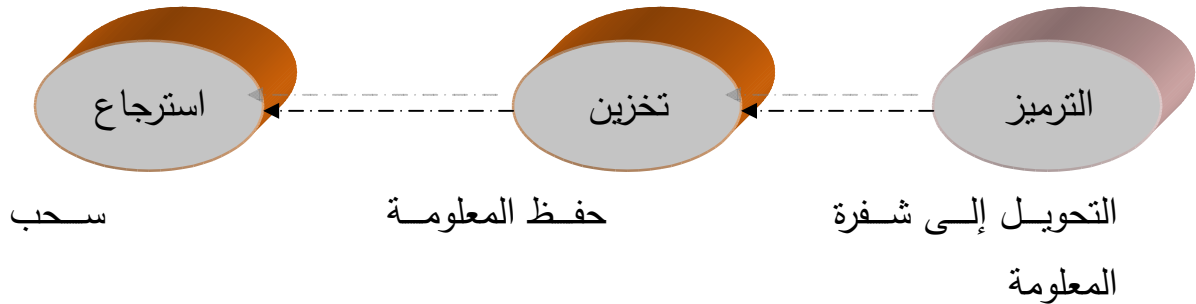 الترميز
تخزين
استرجاع
التحويل إلى شفرة حفظ المعلومة سحب
المعلومة